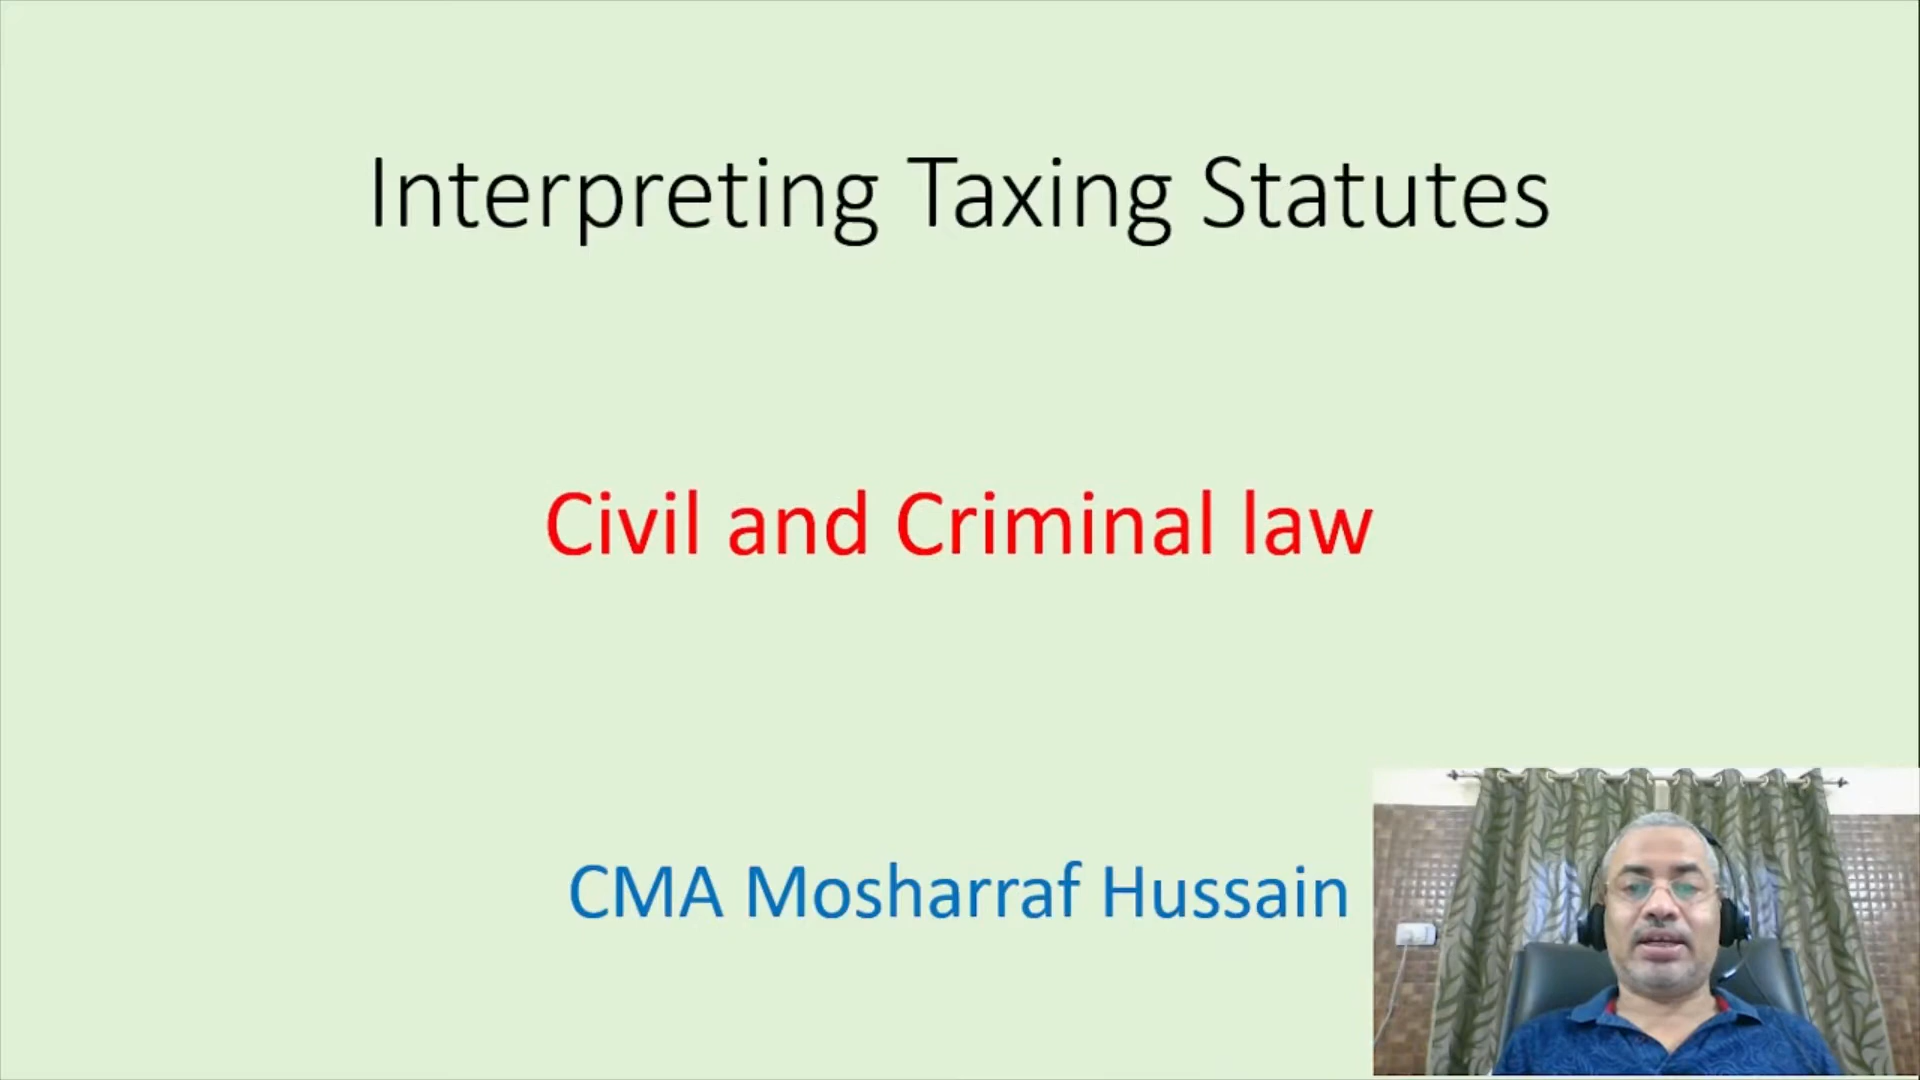 Interpreting Taxing Statutes
Civil and Criminal law
CMA Mosharraf Hussain